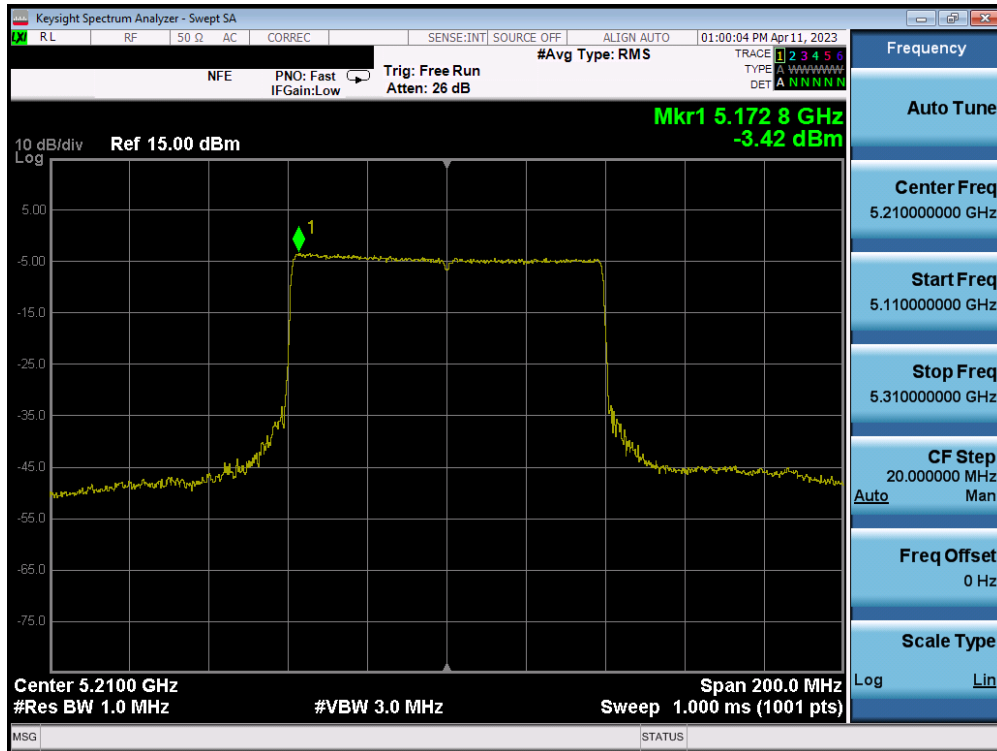 Keysight Spectrum Analyzer - Swept SA
LXI RL RF 50 Ω AC CORREC SENSE:INT SOURCE OFF ALIGN AUTO 01:00:04 PM Apr 11, 2023
#Avg Type: RMS
TRACE 1 2 3 4 5 6
TYPE A WWWWW
DET A N N N N N
NFE PNO: Fast Trig: Free Run
IFGain:Low Atten: 26 dB
Mkr1 5.172 8 GHz
-3.42 dBm
10 dB/div Ref 15.00 dBm
Log
1
5.00
-5.00
-15.0
-25.0
-35.0
-45.0
-55.0
-65.0
-75.0
Center 5.2100 GHz Span 200.0 MHz
#Res BW 1.0 MHz #VBW 3.0 MHz Sweep 1.000 ms (1001 pts)
MSG STATUS
Frequency
Auto Tune
Center Freq
5.210000000 GHz
Start Freq
5.110000000 GHz
Stop Freq
5.310000000 GHz
CF Step
20.000000 MHz
Auto Man
Freq Offset
0 Hz
Scale Type
Log Lin